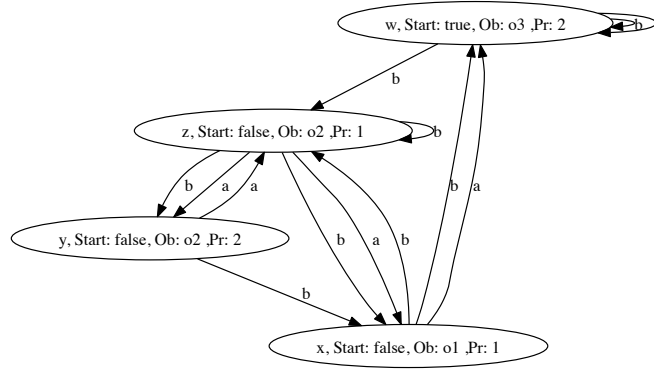 w, Start: true, Ob: o3 ,Pr: 2
b
b
z, Start: false, Ob: o2 ,Pr: 1
b
b
a
a
b
a
y, Start: false, Ob: o2 ,Pr: 2
b
a
b
b
x, Start: false, Ob: o1 ,Pr: 1